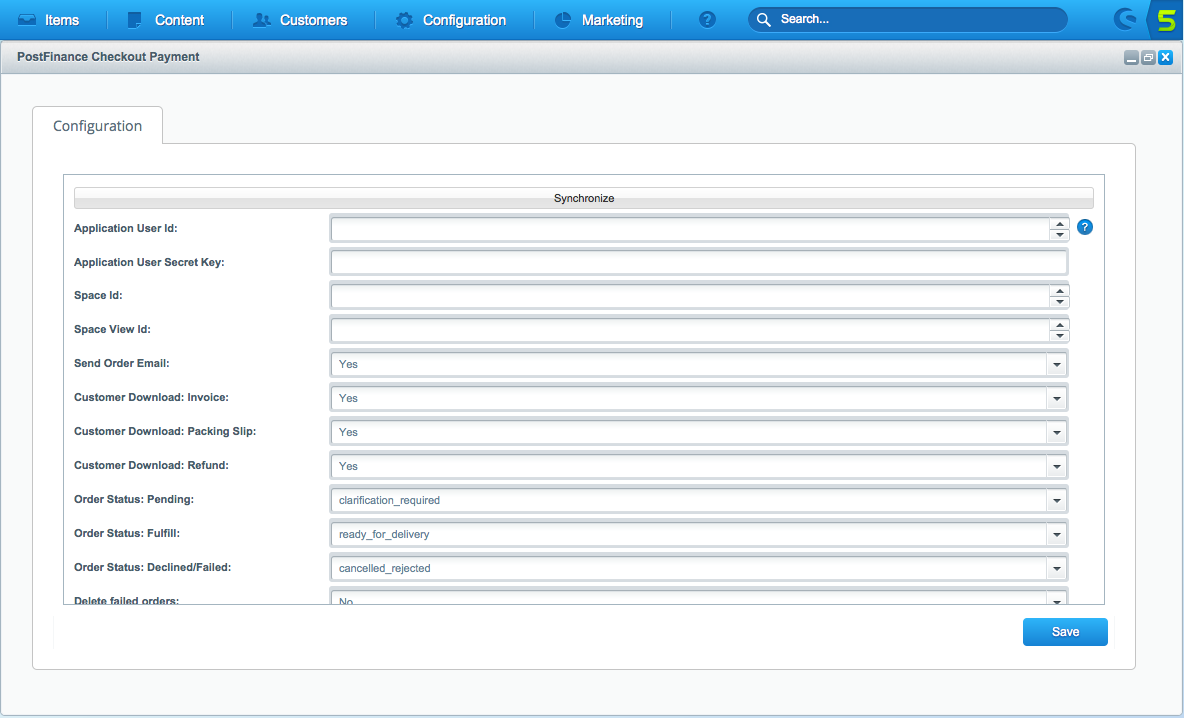 Items Content Customers Configuration Marketing ? Search... 5
PostFinance Checkout Payment
Configuration
Synchronize
Application User Id: ?
Application User Secret Key:
Space Id:
Space View Id:
Send Order Email: Yes
Customer Download: Invoice: Yes
Customer Download: Packing Slip: Yes
Customer Download: Refund: Yes
Order Status: Pending: clarification_required
Order Status: Fulfill: ready_for_delivery
Order Status: Declined/Failed: cancelled_rejected
Delete failed orders: No
Save